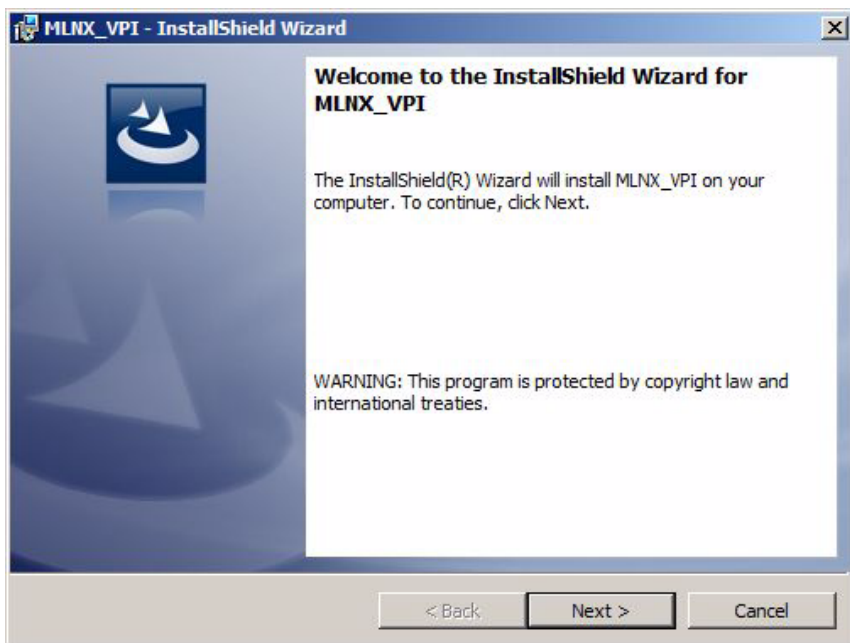 MLNX_VPI - InstallShield Wizard
Welcome to the InstallShield Wizard for
MLNX_VPI
The InstallShield(R) Wizard will install MLNX_VPI on your
computer. To continue, click Next.
WARNING: This program is protected by copyright law and
international treaties.
< Back
Next >
Cancel